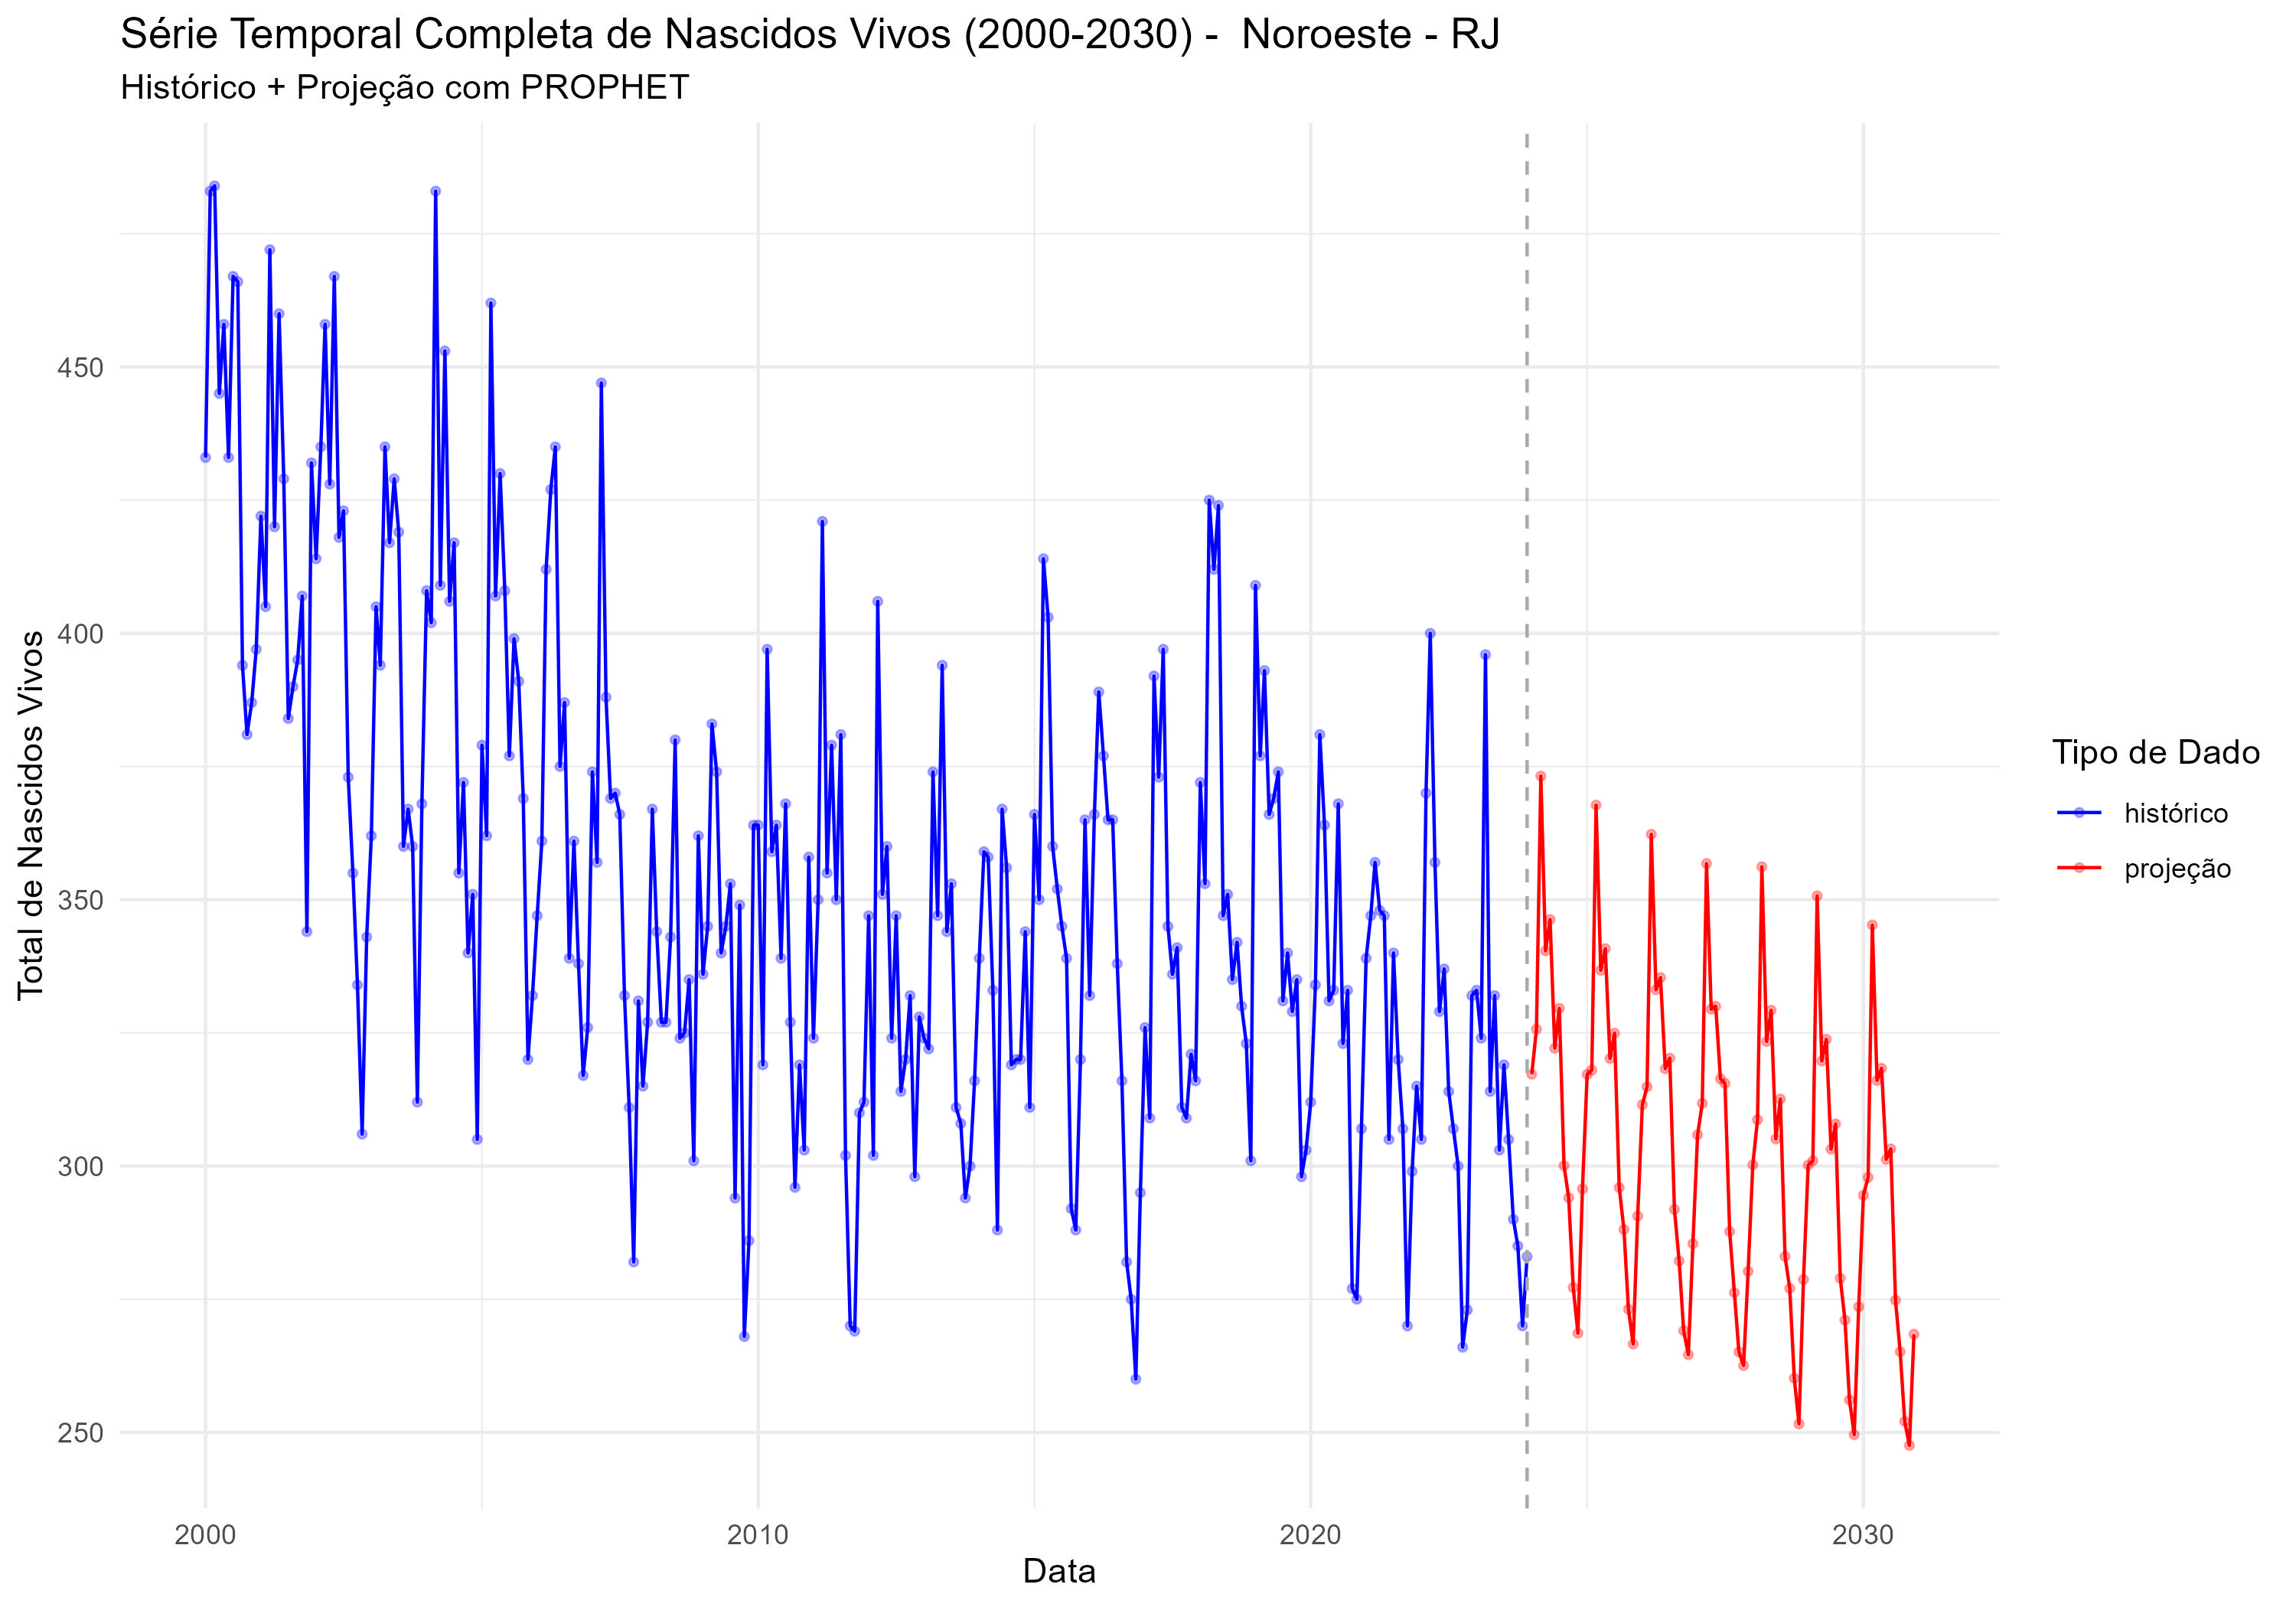 Série Temporal Completa de Nascidos Vivos (2000-2030) -  Noroeste - RJ
Histórico + Projeção com PROPHET
Total de Nascidos Vivos
450
400
350
300
250
2000
2010
2020
2030
Data
Tipo de Dado
histórico
projeção